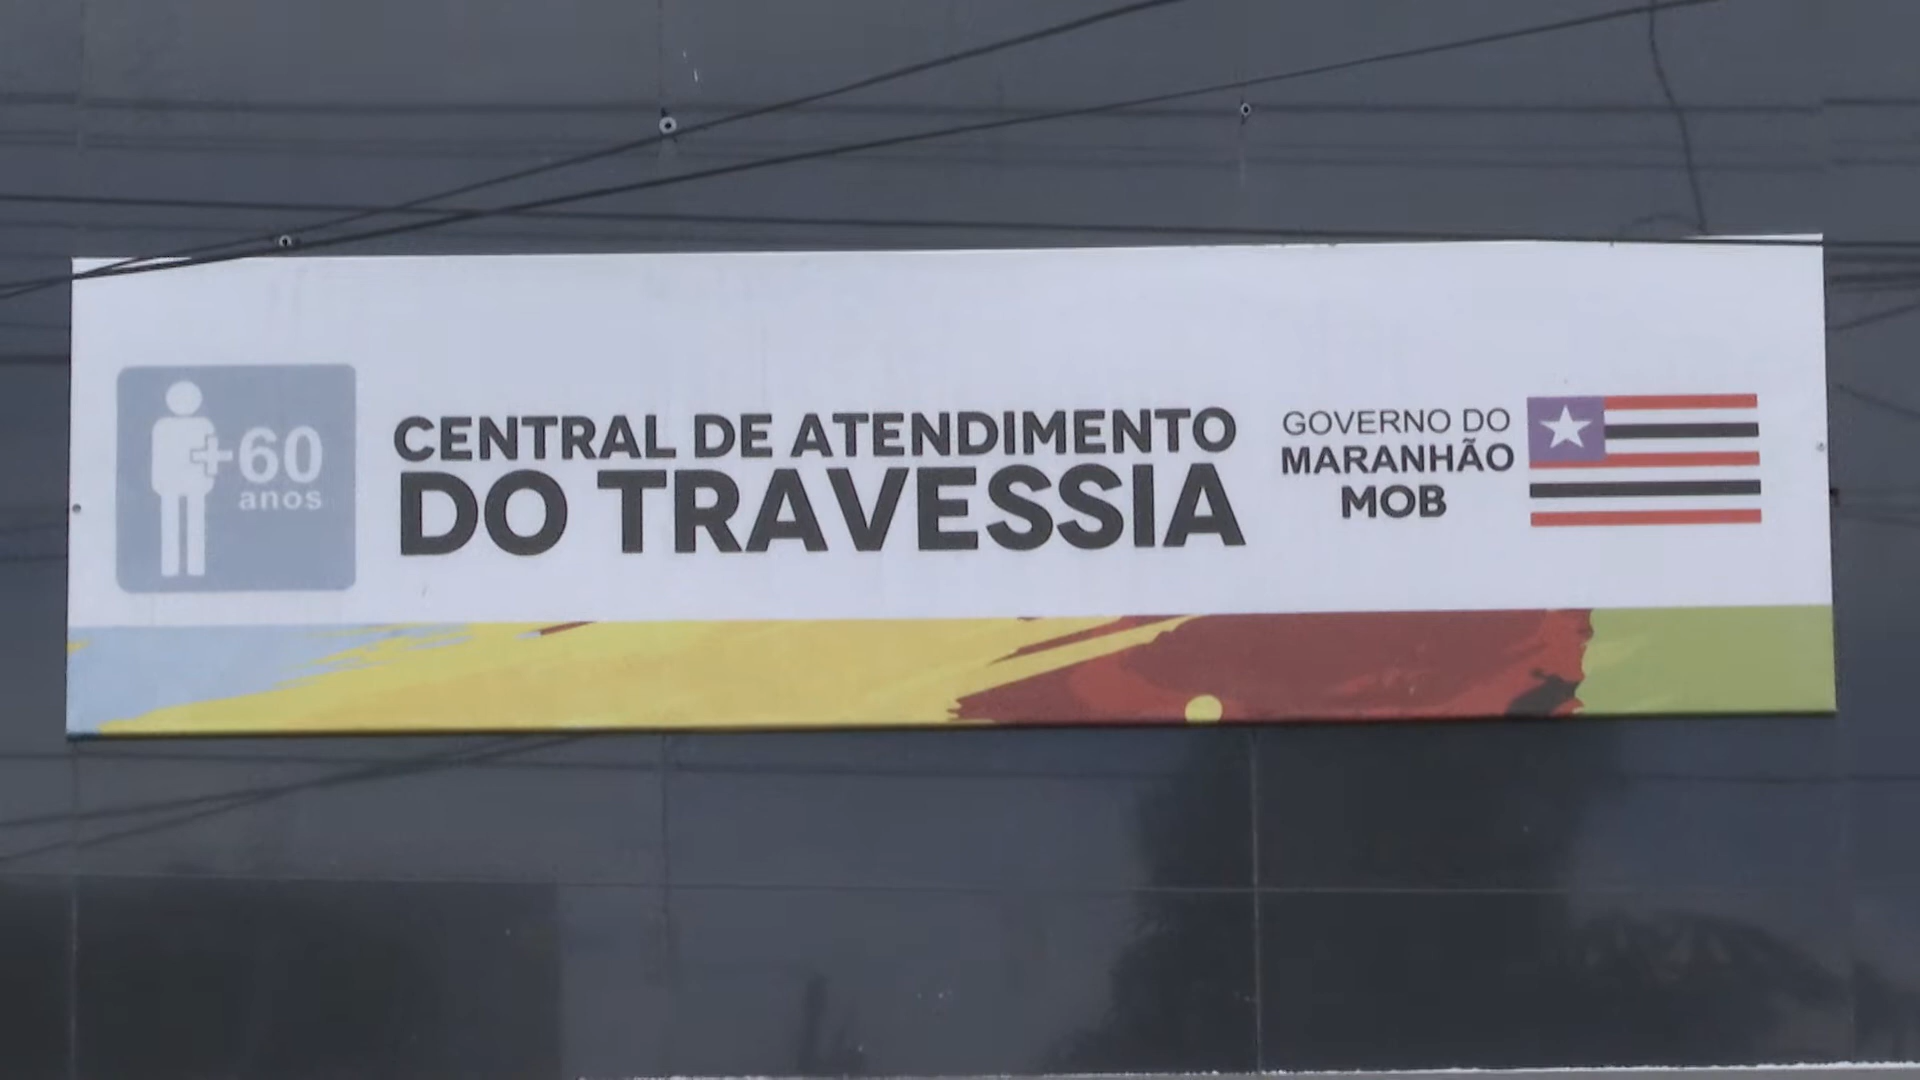 +60
anos
CENTRAL DE ATENDIMENTO
DO TRAVESSIA
GOVERNO DO
MARANHÃO
MOB